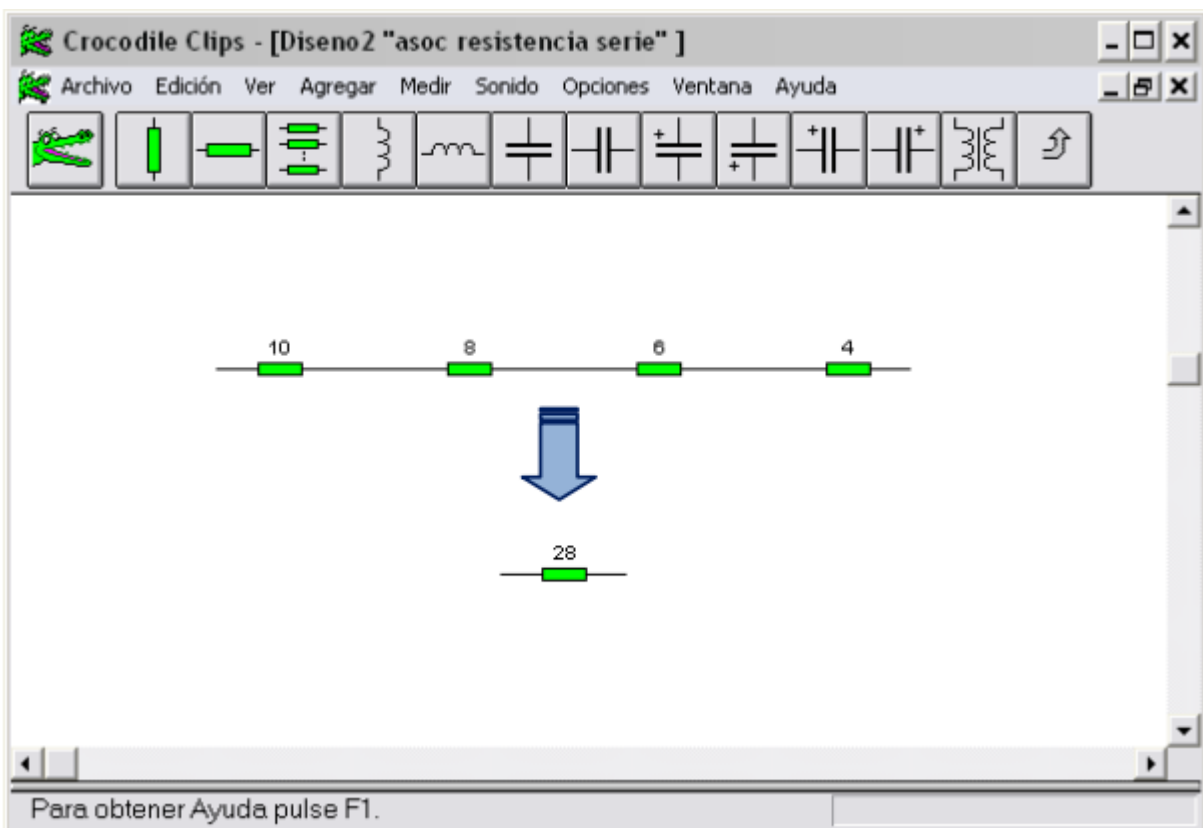 Crocodile Clips - [Diseno2 "asoc resistencia serie" ]
Archivo Edición Ver Agregar Medir Sonido Opciones Ventana Ayuda
10 8 6 4
28
Para obtener Ayuda pulse F1.